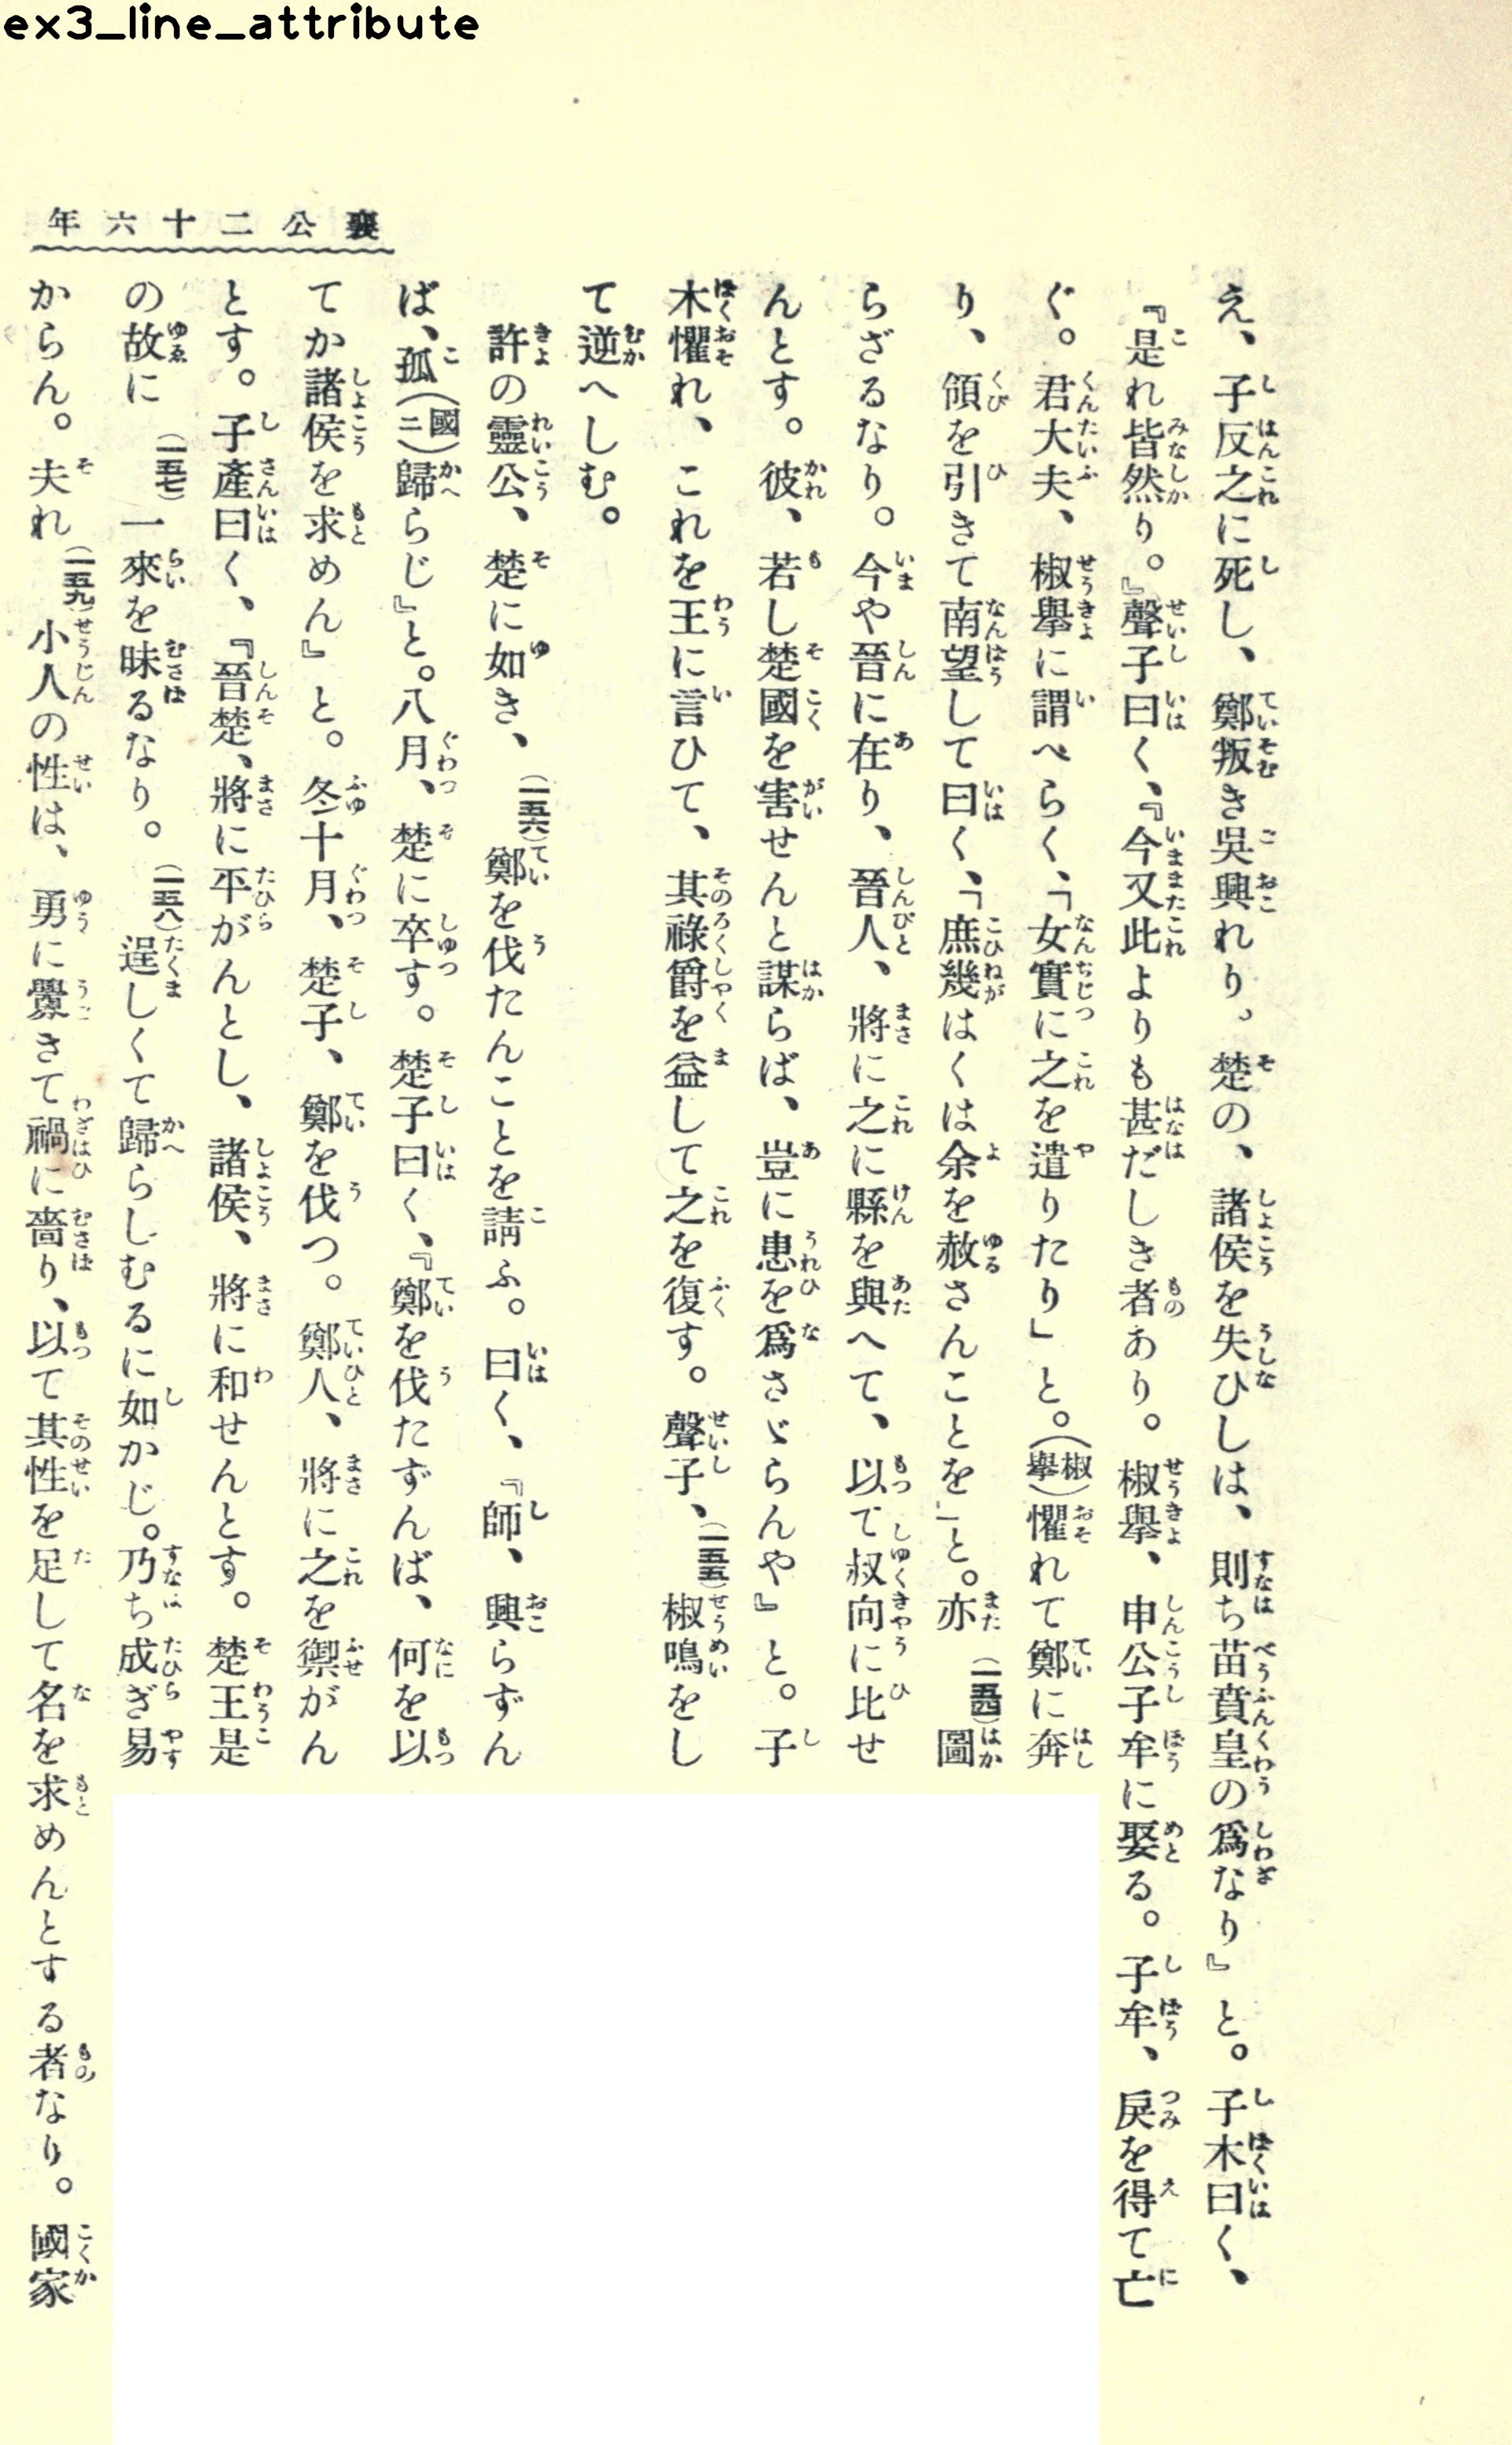 ex3_line_attribute
襄公二十六年
え、子反之に死し、鄭叛き吳興れり。楚の、諸侯を失ひしは、則ち苗賁皇の爲なり』と。子木曰く、
『是れ皆然り。』聲子曰く、『今又此よりも甚だしき者あり。椒擧、申公子牟に娶る。子牟、戾を得て亡
ぐ。君大夫、椒擧に謂べらく、「女實に之を遣りたり」と。(椒擧)懼れて鄭に奔
り、領を引きて南望して曰く、「庶幾はくは余を赦さんことを」と。亦(一五四)圖
らざるなり。今や晉に在り、晉人、將に之に縣を與へて、以て叔向に比せ
んとす。彼、若し楚國を害せんと謀らば、豈に患を爲さゞらんや』と。子
木懼れ、これを王に言ひて、其祿爵を益して之を復す。聲子、(一五五)椒鳴をし
て逆へしむ。
許の靈公、楚に如き、(一五六)鄭を伐たんことを請ふ。曰く、『師、興らずん
ば、孤(國二)歸らじ』と。八月、楚に卒す。楚子曰く、『鄭を伐たずんば、何を以
てか諸侯を求めん』と。冬十月、楚子、鄭を伐つ。鄭人、將に之を禦がん
とす。子產曰く、『晉楚、將に平がんとし、諸侯、將に和せんとす。楚王是
の故に(一五七)一來を昧るなり。(一五八)逞しくて歸らしむるに如かじ。乃ち成ぎ易
からん。夫れ(一五九)小人の性は、勇に釁きて禍に嗇り、以て其性を足して名を求めんとする者なり。國家